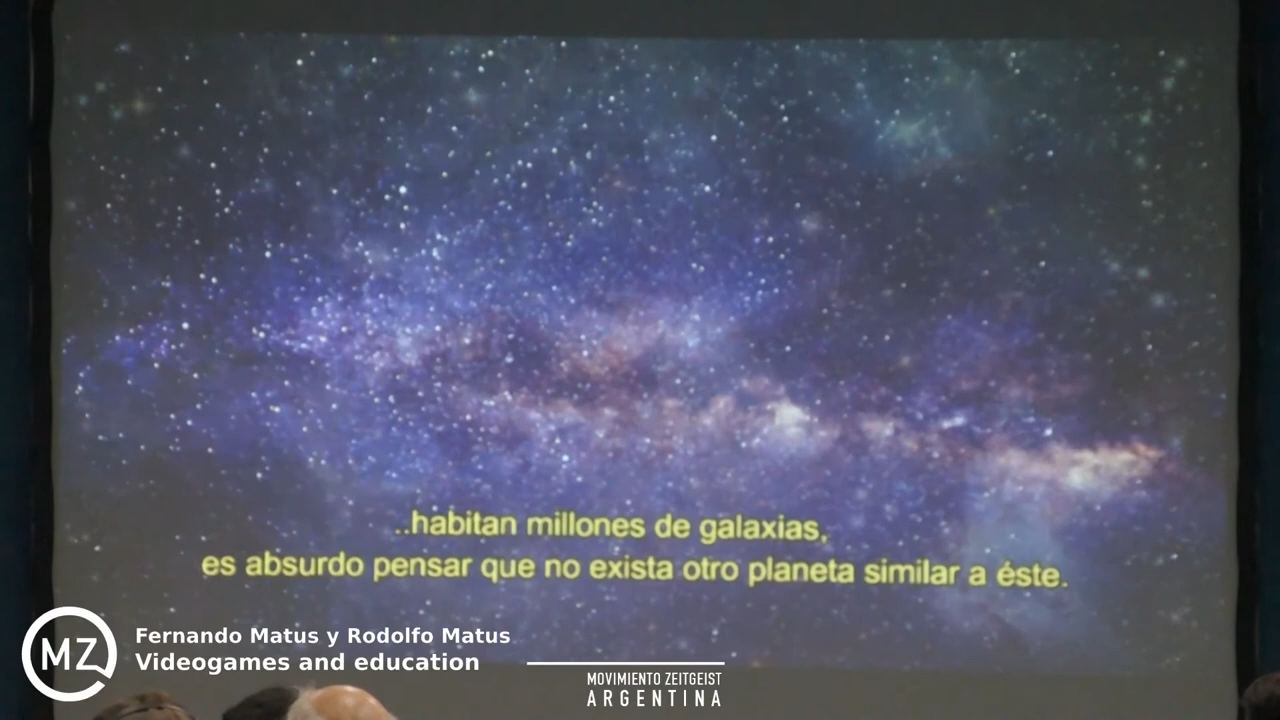 ..habitan millones de galaxias,
es absurdo pensar que no exista otro planeta similar a éste.
MZ
Fernando Matus y Rodolfo Matus
Videogames and education
MOVIMIENTO ZEITGEIST
ARGENTINA